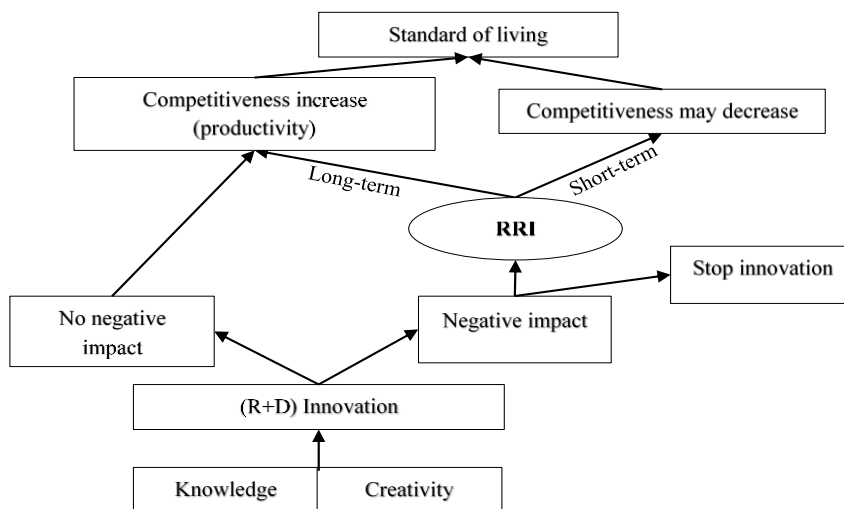 Standard of living
Competitiveness increase
(productivity)
Competitiveness may decrease
Long-term
Short-term
RRI
Stop innovation
No negative
impact
Negative impact
(R+D) Innovation
Knowledge
Creativity